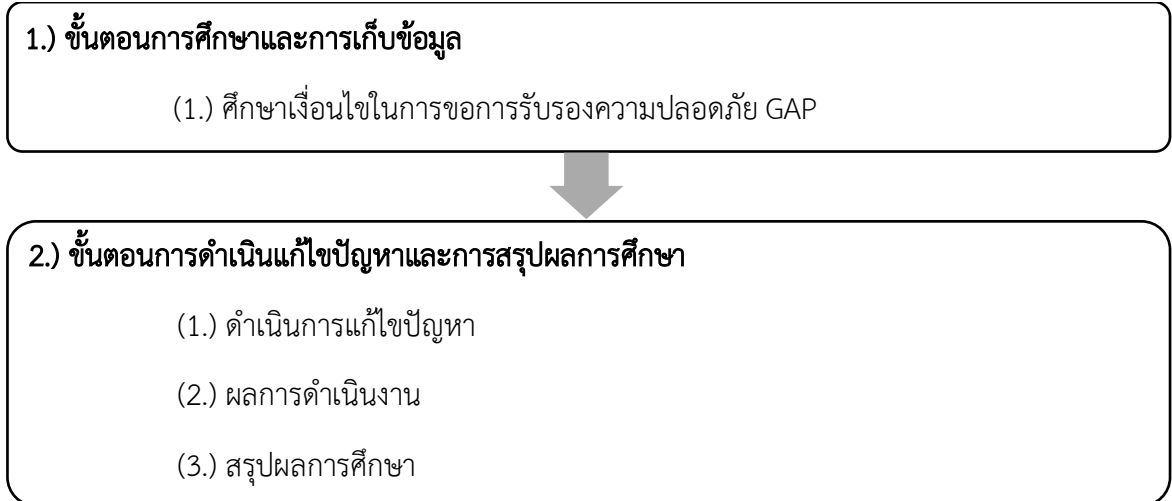 1.) ขั้นตอนการศึกษาและการเก็บข้อมูล
(1.) ศึกษาเงื่อนไขในการขอการรับรองความปลอดภัย GAP
2.) ขั้นตอนการดำเนินแก้ไขปัญหาและการสรุปผลการศึกษา
(1.) ดำเนินการแก้ไขปัญหา
(2.) ผลการดำเนินงาน
(3.) สรุปผลการศึกษา